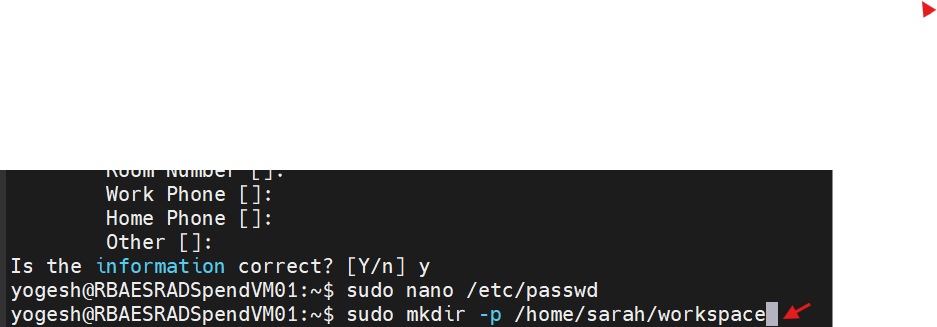 Room Number []:
Work Phone []:
Home Phone []:
Other []:
Is the information correct? [Y/n] y
yogesh@RBAESRADSpendVM01:~$ sudo nano /etc/passwd
yogesh@RBAESRADSpendVM01:~$ sudo mkdir -p /home/sarah/workspace